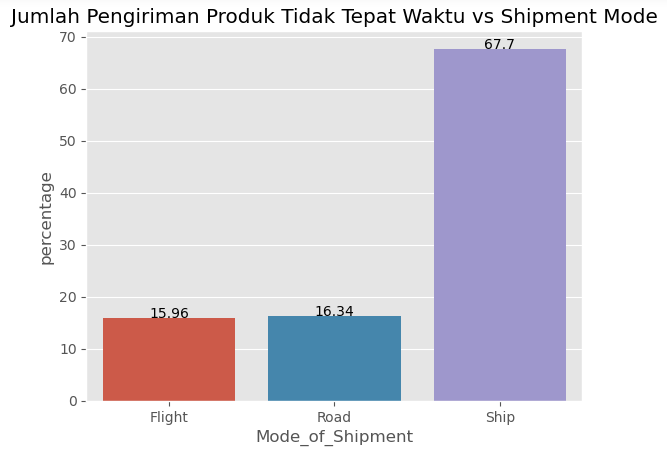 Jumlah Pengiriman Produk Tidak Tepat Waktu vs Shipment Mode
70
60
50
40
30
20
10
0
percentage
15.96
16.34
67.7
Flight
Road
Ship
Mode_of_Shipment